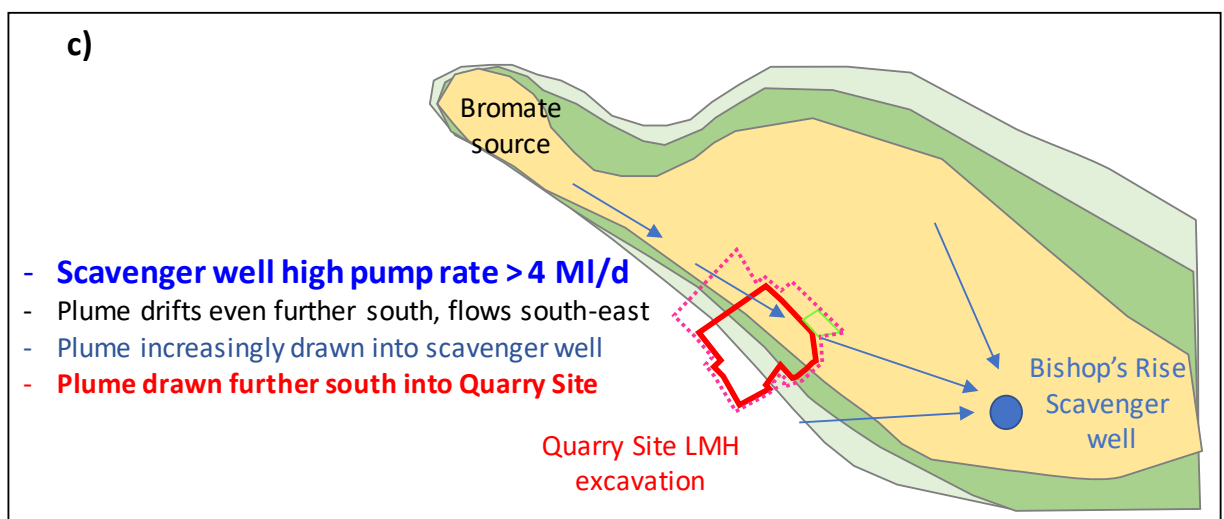 c)
Bromate
source
- Scavenger well high pump rate > 4 Ml/d
- Plume drifts even further south, flows south-east
- Plume increasingly drawn into scavenger well
- Plume drawn further south into Quarry Site
Bishop's Rise
Scavenger
well
Quarry Site LMH
excavation